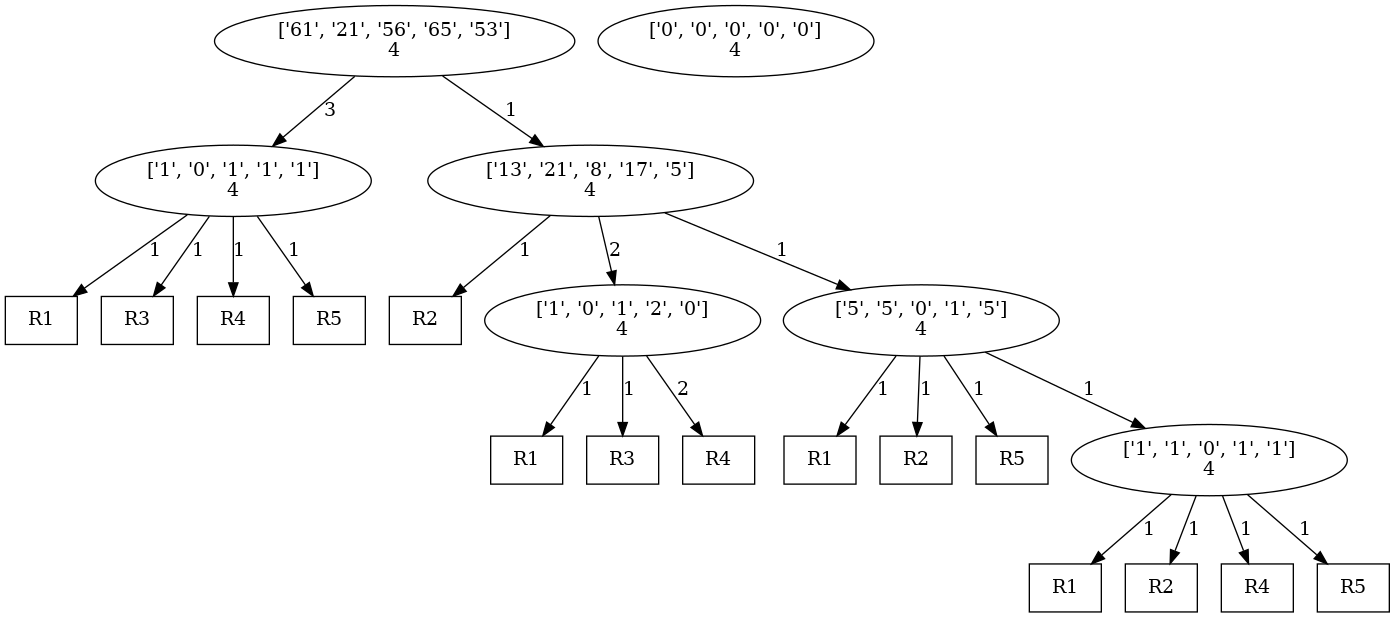 ['61', '21', '56', '65', '53']
4
['0', '0', '0', '0', '0']
4
3
1
['1', '0', '1', '1', '1']
4
['13', '21', '8', '17', '5']
4
1
1
1
1
1
2
1
R1
R3
R4
R5
R2
['1', '0', '1', '2', '0']
4
['5', '5', '0', '1', '5']
4
1
1
2
1
1
1
1
R1
R3
R4
R1
R2
R5
['1', '1', '0', '1', '1']
4
1
1
1
1
R1
R2
R4
R5